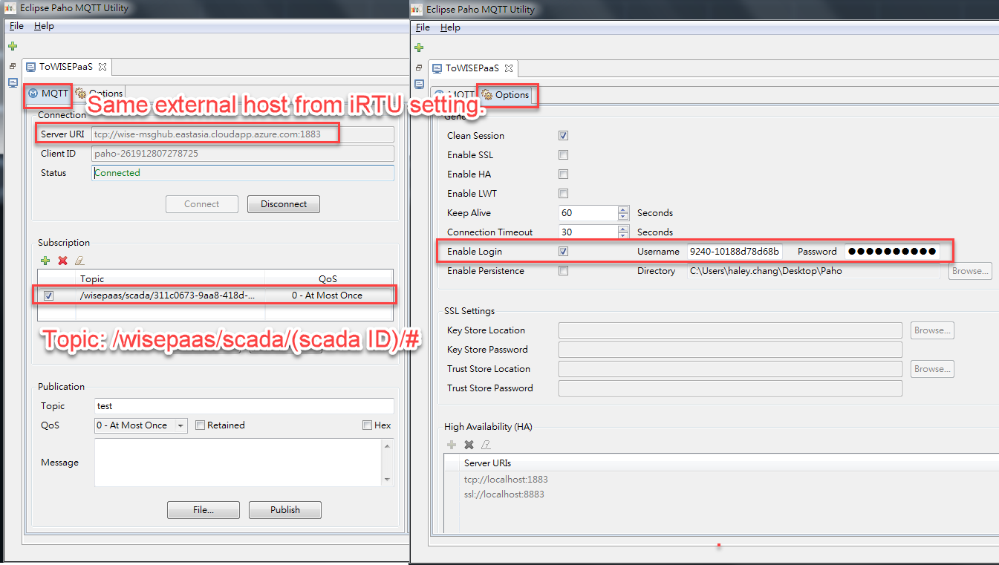 Eclipse Paho MQTT Utility
File Help
ToWISEPaaS
MQTT Options
Same external host from iRTU setting.
Connection
Server URI tcp://wise-msghub.eastasia.cloudapp.azure.com:1883
Client ID paho-261912807278725
Status Connected
Connect Disconnect
Subscription
Topic QoS
/wisepaas/scada/311c0673-9aa8-418d-... 0 - At Most Once
Topic: /wisepaas/scada/(scada ID)/#
Publication
Topic test
QoS 0 - At Most Once Retained Hex
Message
File... Publish
Eclipse Paho MQTT Utility
File Help
ToWISEPaaS
MQTT Options
Clean Session
Enable SSL
Enable HA
Enable LWT
Keep Alive 60 Seconds
Connection Timeout 30 Seconds
Enable Login Username 9240-10188d78d68b Password ●●●●●●●●●●
Enable Persistence Directory C:\Users\haley.chang\Desktop\Paho Browse...
SSL Settings
Key Store Location Browse...
Key Store Password
Trust Store Location Browse...
Trust Store Password
High Availability (HA)
Server URIs
tcp://localhost:1883
ssl://localhost:8883